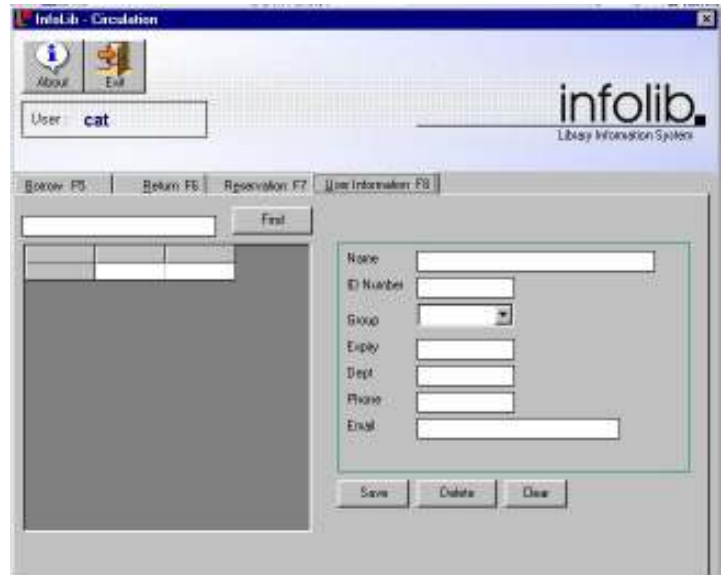 InfoLib - Circulation
About Exit
User : cat
infolib
Library Information System
Borrow F5 Return F6 Reservation F7 User Information F8
Find
Name
ID Number
Group
Expiry
Dept
Phone
Email
Save Delete Clear